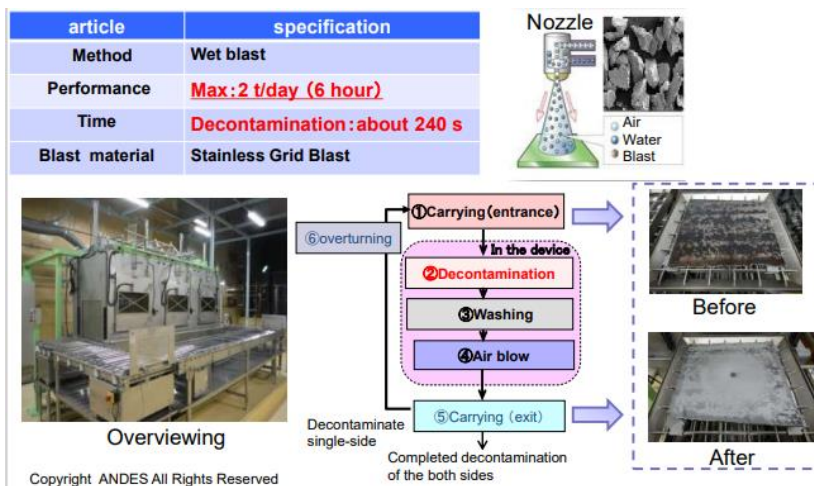 article specification
Method Wet blast
Performance Max:2 t/day (6 hour)
Time Decontamination:about 240 s
Blast material Stainless Grid Blast
Nozzle
Air
Water
Blast
①Carrying(entrance)
⑥overturning
In the device
②Decontamination
③Washing
④Air blow
⑤Carrying (exit)
Decontaminate
single-side
Completed decontamination
of the both sides
Before
After
Overviewing
Copyright ANDES All Rights Reserved